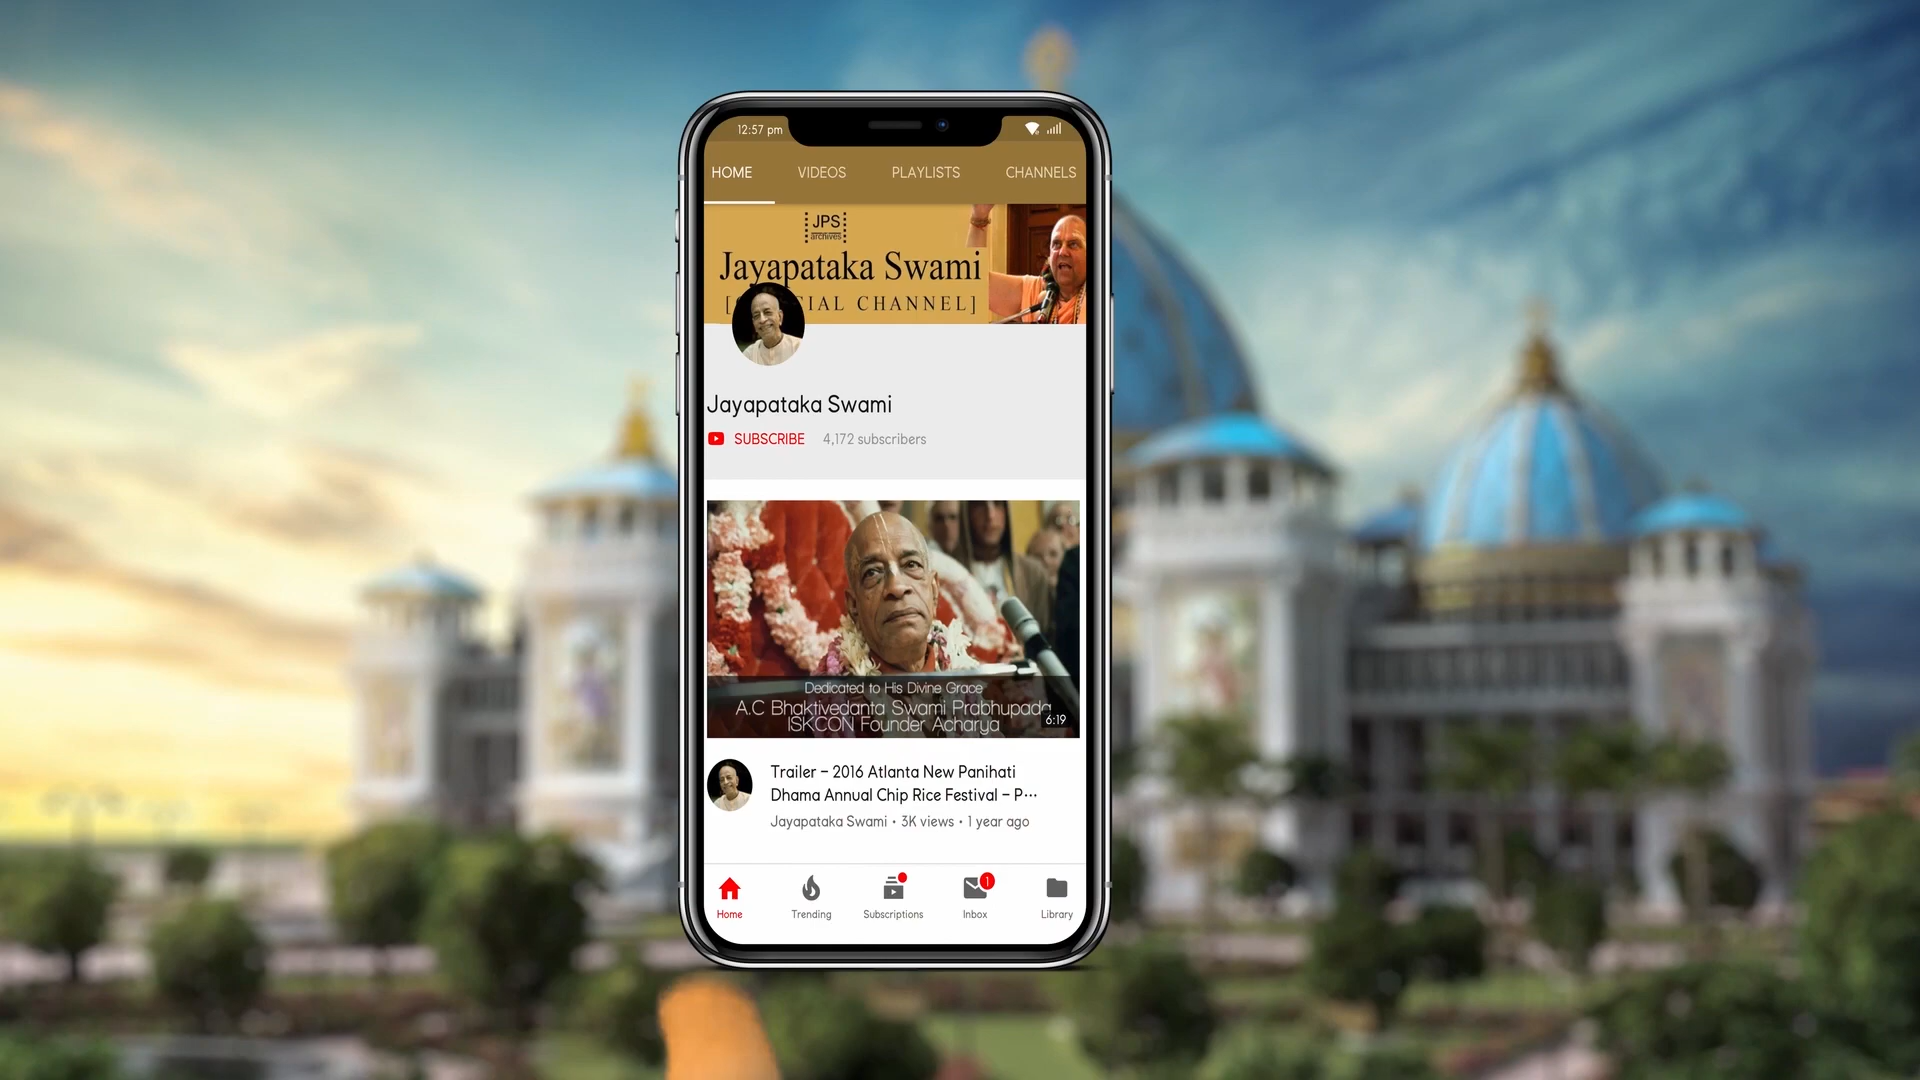 12:57 pm
HOME VIDEOS PLAYLISTS CHANNELS
JPS
archives
Jayapataka Swami
CIAL CHANNEL]
Jayapataka Swami
SUBSCRIBE 4,172 subscribers
Dedicated to His Divine Grace
A.C Bhaktivedanta Swami Prabhupada
ISKCON Founder Acharya
6:19
Trailer – 2016 Atlanta New Panihati
Dhama Annual Chip Rice Festival – P...
Jayapataka Swami • 3K views • 1 year ago
1
Home Trending Subscriptions Inbox Library